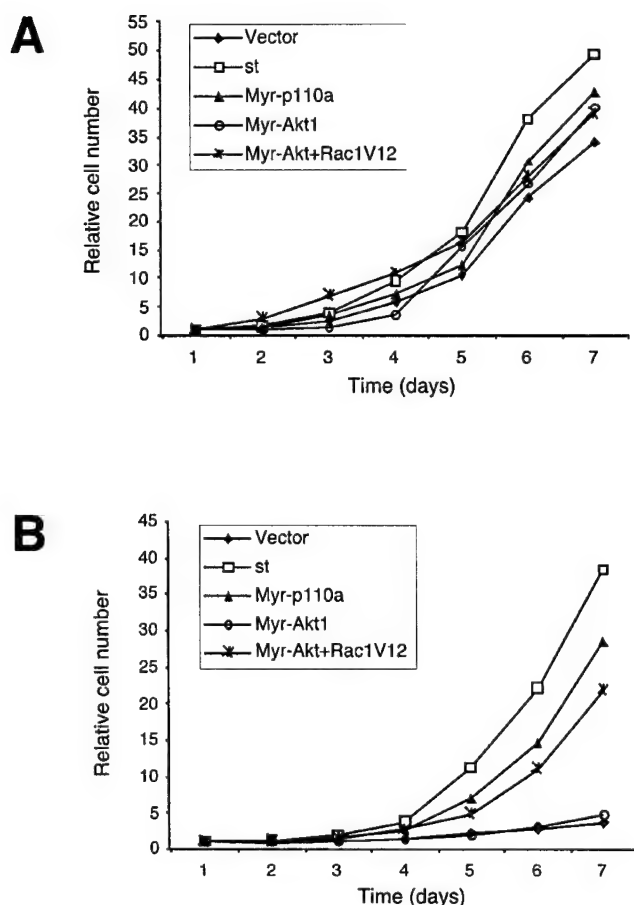 A
55
50
45
40
35
30
25
20
15
10
5
0
Relative cell number
Vector
st
Myr-p110a
Myr-Akt1
Myr-Akt+Rac1V12
1 2 3 4 5 6 7
Time (days)
B
45
40
35
30
25
20
15
10
5
0
Relative cell number
Vector
st
Myr-p110a
Myr-Akt1
Myr-Akt+Rac1V12
1 2 3 4 5 6 7
Time (days)